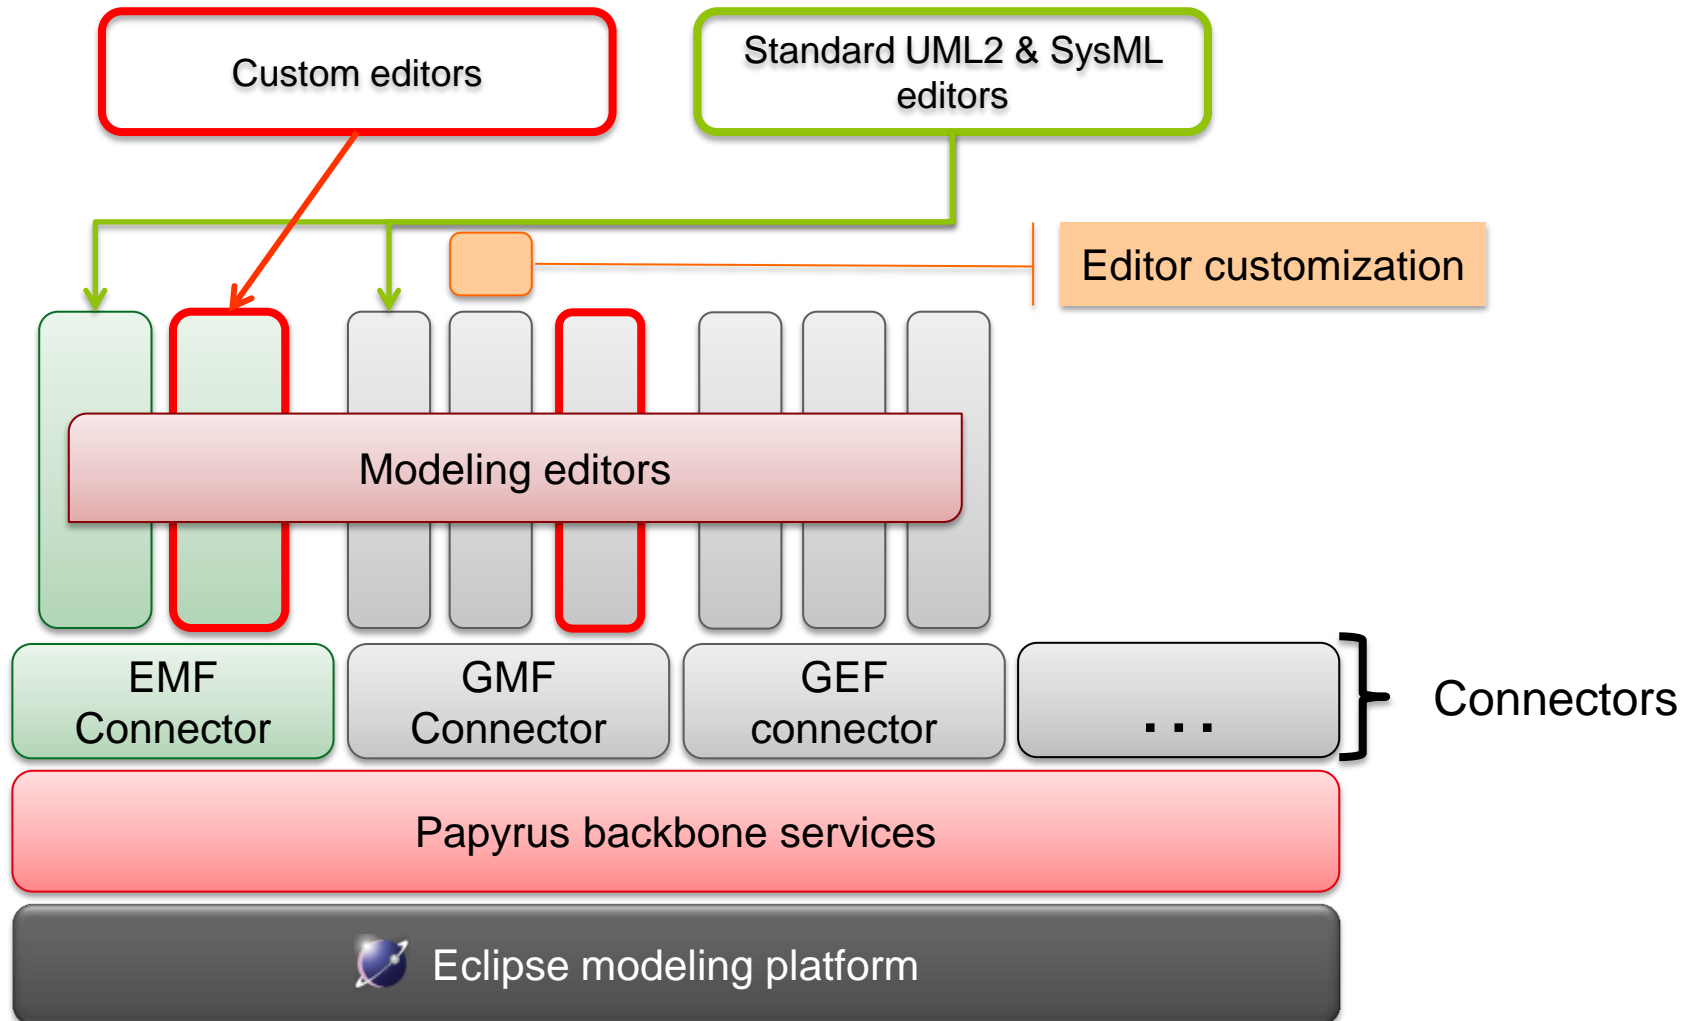 Custom editors
Standard UML2 & SysML
editors
Editor customization
Modeling editors
EMF
Connector
GMF
Connector
GEF
connector
...
Connectors
Papyrus backbone services
Eclipse modeling platform